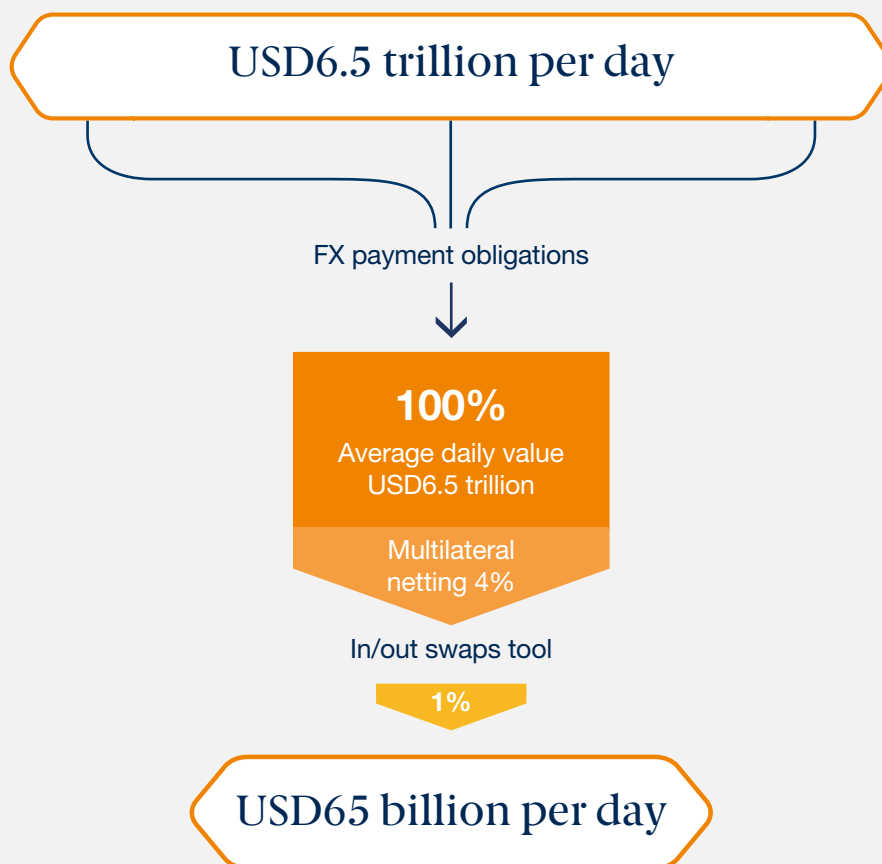 USD6.5 trillion per day
FX payment obligations
100%
Average daily value
USD6.5 trillion
Multilateral
netting 4%
In/out swaps tool
1%
USD65 billion per day